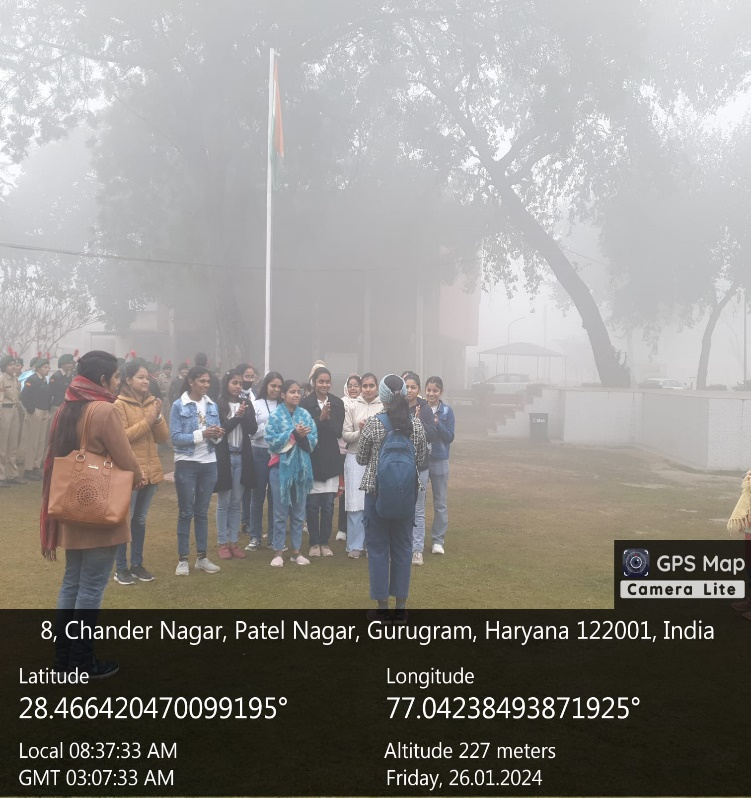 GPS Map
Camera Lite
8, Chander Nagar, Patel Nagar, Gurugram, Haryana 122001, India
Latitude
28.466420470099195°
Longitude
77.04238493871925°
Local 08:37:33 AM
GMT 03:07:33 AM
Altitude 227 meters
Friday, 26.01.2024